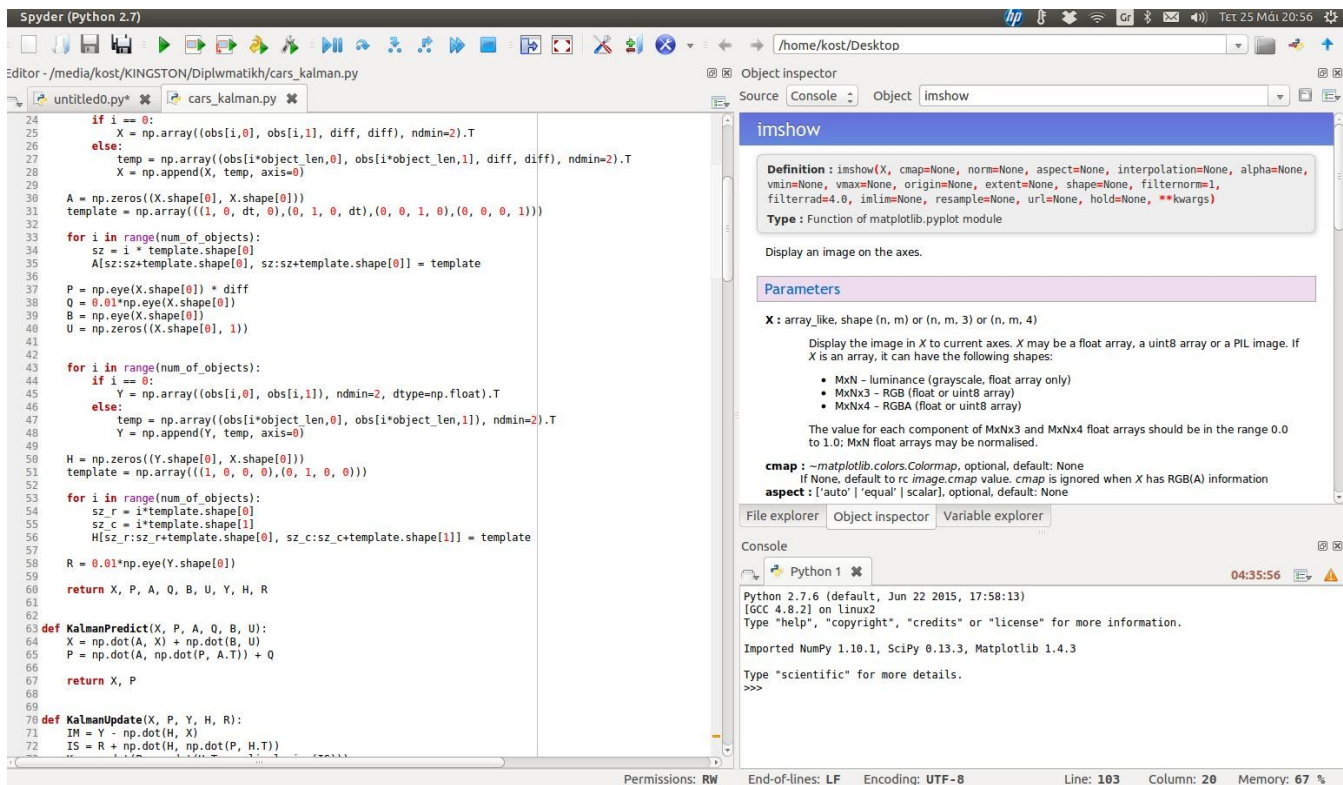 Spyder (Python 2.7)
hp
Gr
Τετ 25 Μάι 20:56
/home/kost/Desktop
Editor - /media/kost/KINGSTON/Diplwmatikh/cars_kalman.py
untitled0.py*
cars_kalman.py
24 if i == 0:
25 X = np.array((obs[i,0], obs[i,1], diff, diff), ndmin=2).T
26 else:
27 temp = np.array((obs[i*object_len,0], obs[i*object_len,1], diff, diff), ndmin=2).T
28 X = np.append(X, temp, axis=0)
29
30 A = np.zeros((X.shape[0], X.shape[0]))
31 template = np.array(((1, 0, dt, 0),(0, 1, 0, dt),(0, 0, 1, 0),(0, 0, 0, 1)))
32
33 for i in range(num_of_objects):
34 sz = i * template.shape[0]
35 A[sz:sz+template.shape[0], sz:sz+template.shape[0]] = template
36
37 P = np.eye(X.shape[0]) * diff
38 Q = 0.01*np.eye(X.shape[0])
39 B = np.eye(X.shape[0])
40 U = np.zeros((X.shape[0], 1))
41
42
43 for i in range(num_of_objects):
44 if i == 0:
45 Y = np.array((obs[i,0], obs[i,1]), ndmin=2, dtype=np.float).T
46 else:
47 temp = np.array((obs[i*object_len,0], obs[i*object_len,1]), ndmin=2).T
48 Y = np.append(Y, temp, axis=0)
49
50 H = np.zeros((Y.shape[0], X.shape[0]))
51 template = np.array(((1, 0, 0, 0),(0, 1, 0, 0)))
52
53 for i in range(num_of_objects):
54 sz_r = i*template.shape[0]
55 sz_c = i*template.shape[1]
56 H[sz_r:sz_r+template.shape[0], sz_c:sz_c+template.shape[1]] = template
57
58 R = 0.01*np.eye(Y.shape[0])
59
60 return X, P, A, Q, B, U, Y, H, R
61
62
63 def KalmanPredict(X, P, A, Q, B, U):
64 X = np.dot(A, X) + np.dot(B, U)
65 P = np.dot(A, np.dot(P, A.T)) + Q
66
67 return X, P
68
69
70 def KalmanUpdate(X, P, Y, H, R):
71 IM = Y - np.dot(H, X)
72 IS = R + np.dot(H, np.dot(P, H.T))
Object inspector
Source Console Object imshow
imshow
Definition : imshow(X, cmap=None, norm=None, aspect=None, interpolation=None, alpha=None,
vmin=None, vmax=None, origin=None, extent=None, shape=None, filternorm=1,
filterrad=4.0, imlim=None, resample=None, url=None, hold=None, **kwargs)
Type : Function of matplotlib.pyplot module
Display an image on the axes.
Parameters
X : array_like, shape (n, m) or (n, m, 3) or (n, m, 4)
Display the image in X to current axes. X may be a float array, a uint8 array or a PIL image. If
X is an array, it can have the following shapes:
• MxN – luminance (grayscale, float array only)
• MxNx3 – RGB (float or uint8 array)
• MxNx4 – RGBA (float or uint8 array)
The value for each component of MxNx3 and MxNx4 float arrays should be in the range 0.0
to 1.0; MxN float arrays may be normalised.
cmap : ~matplotlib.colors.Colormap, optional, default: None
If None, default to rc image.cmap value. cmap is ignored when X has RGB(A) information
aspect : ['auto' | 'equal' | scalar], optional, default: None
File explorer Object inspector Variable explorer
Console
Python 1
04:35:56
Python 2.7.6 (default, Jun 22 2015, 17:58:13)
[GCC 4.8.2] on linux2
Type "help", "copyright", "credits" or "license" for more information.
Imported NumPy 1.10.1, SciPy 0.13.3, Matplotlib 1.4.3
Type "scientific" for more details.
>>>
Permissions: RW End-of-lines: LF Encoding: UTF-8 Line: 103 Column: 20 Memory: 67 %